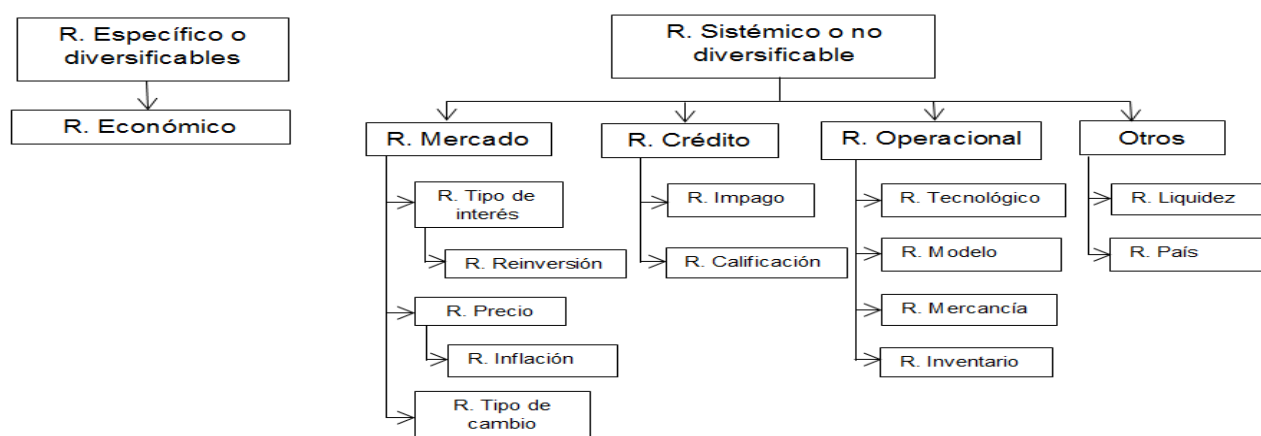 R. Específico o
diversificables
R. Económico
R. Sistémico o no
diversificable
R. Mercado
R. Tipo de
interés
R. Reinversión
R. Precio
R. Inflación
R. Tipo de
cambio
R. Crédito
R. Impago
R. Calificación
R. Operacional
R. Tecnológico
R. Modelo
R. Mercancía
R. Inventario
Otros
R. Liquidez
R. País